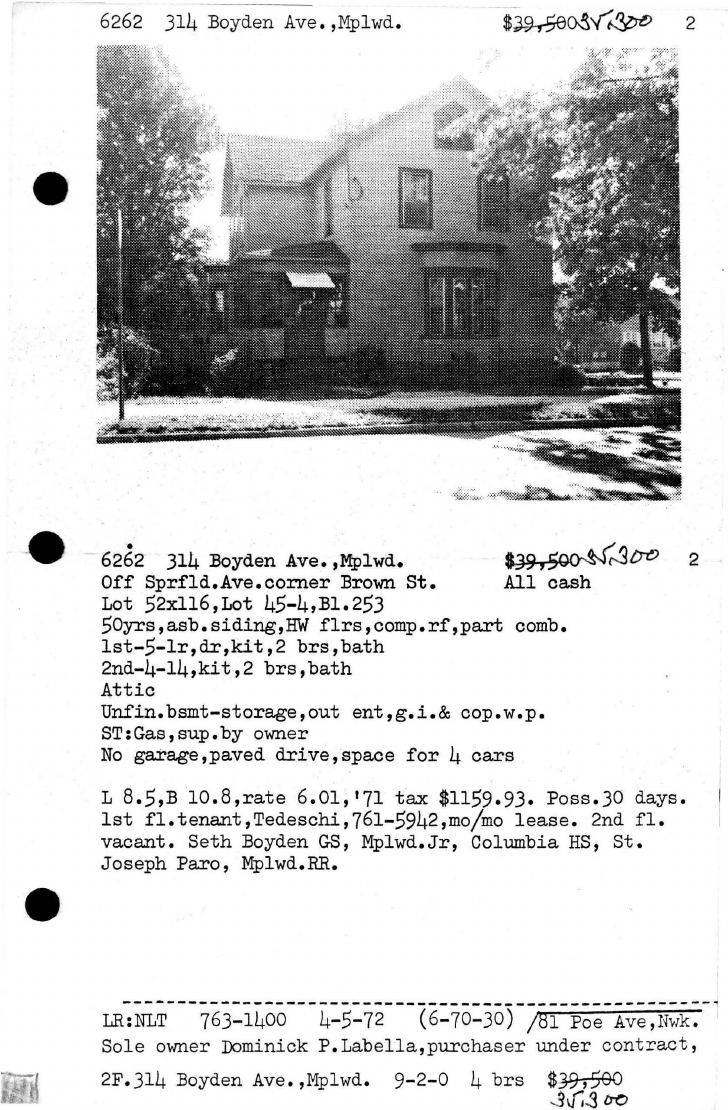 6262 314 Boyden Ave.,Mplwd. $39,500 35,300 2
6262 314 Boyden Ave.,Mplwd. $39,500 35,300 2
Off Sprfld.Ave.corner Brown St. All cash
Lot 52x116,Lot 45-4,Bl.253
50yrs,asb.siding,HW flrs,comp.rf,part comb.
1st-5-lr,dr,kit,2 brs,bath
2nd-4-14,kit,2 brs,bath
Attic
Unfin.bsmt-storage,out ent,g.i.& cop.w.p.
ST:Gas,sup.by owner
No garage,paved drive,space for 4 cars
L 8.5,B 10.8,rate 6.01,'71 tax $1159.93. Poss.30 days.
1st fl.tenant,Tedeschi,761-5942,mo/mo lease. 2nd fl.
vacant. Seth Boyden GS, Mplwd.Jr, Columbia HS, St.
Joseph Paro, Mplwd.RR.
LR:NLT 763-1400 4-5-72 (6-70-30) /81 Poe Ave,Nwk.
Sole owner Dominick P.Labella,purchaser under contract,
2F.314 Boyden Ave.,Mplwd. 9-2-0 4 brs $39,500
35,300